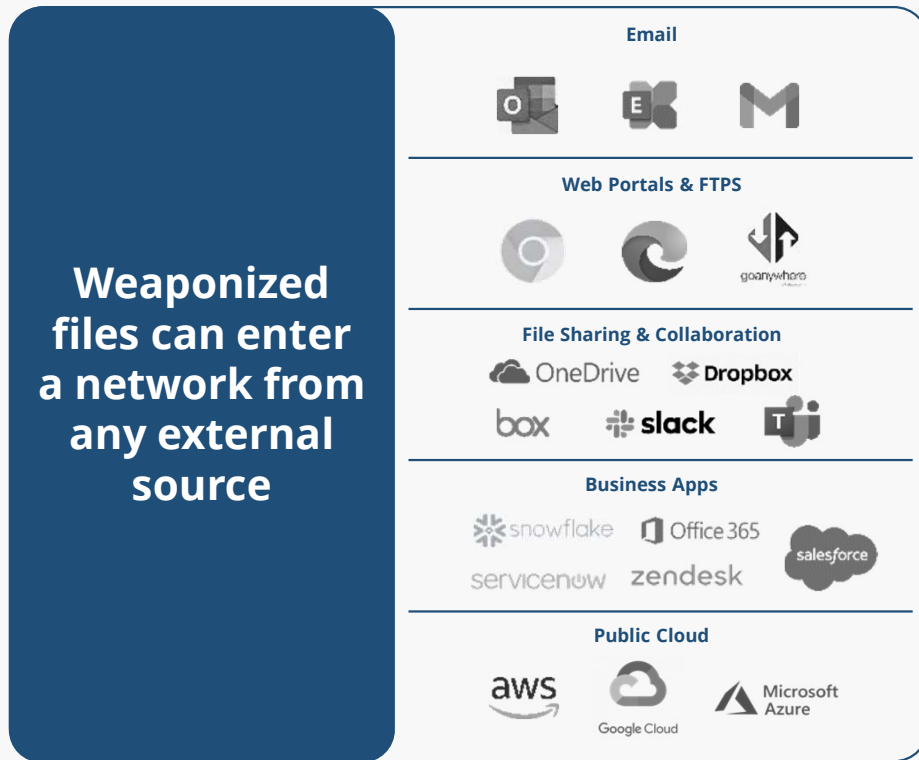 Weaponized
files can enter
a network from
any external
source
Email
O
E
Web Portals & FTPS
goanywhere
File Sharing & Collaboration
OneDrive
Dropbox
box
slack
T
Business Apps
snowflake
Office 365
salesforce
servicenow
zendesk
Public Cloud
aws
Google Cloud
Microsoft
Azure